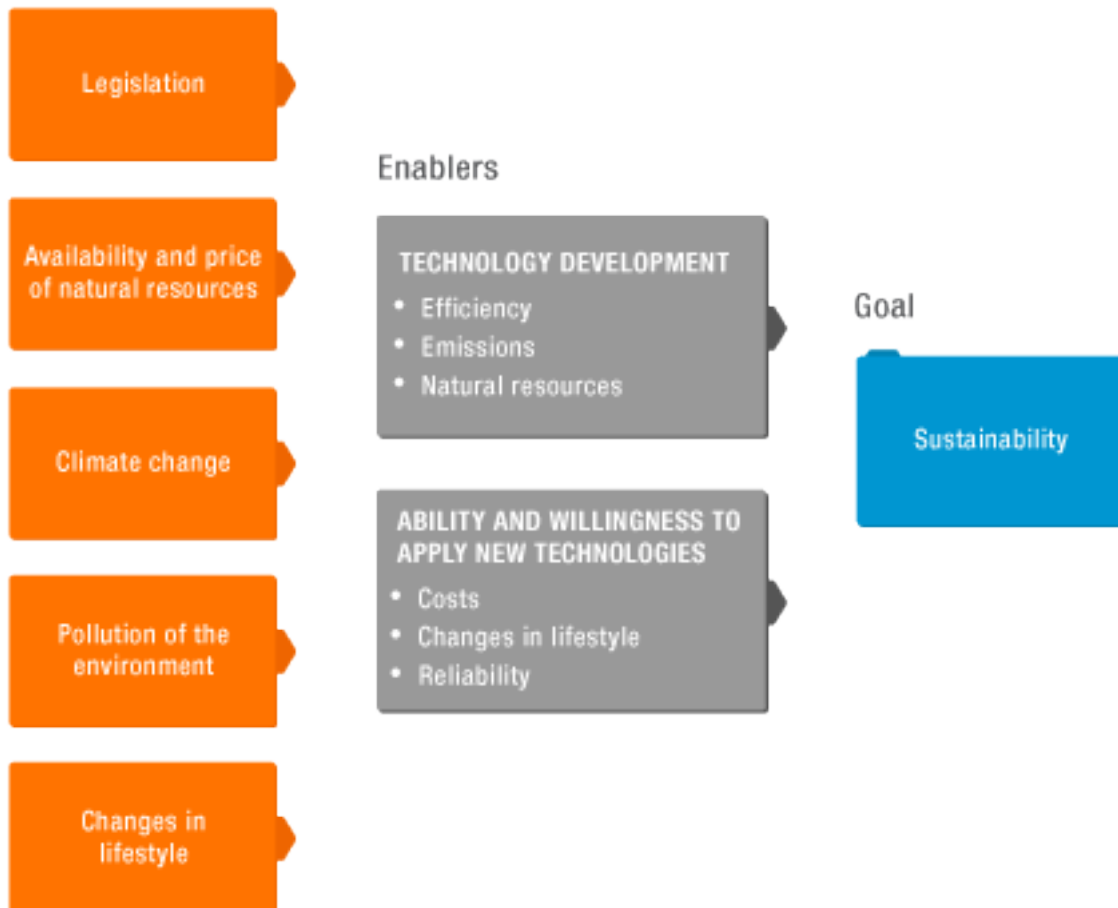 Legislation
Availability and price
of natural resources
Climate change
Pollution of the
environment
Changes in
lifestyle
Enablers
TECHNOLOGY DEVELOPMENT
• Efficiency
• Emissions
• Natural resources
ABILITY AND WILLINGNESS TO
APPLY NEW TECHNOLOGIES
• Costs
• Changes in lifestyle
• Reliability
Goal
Sustainability